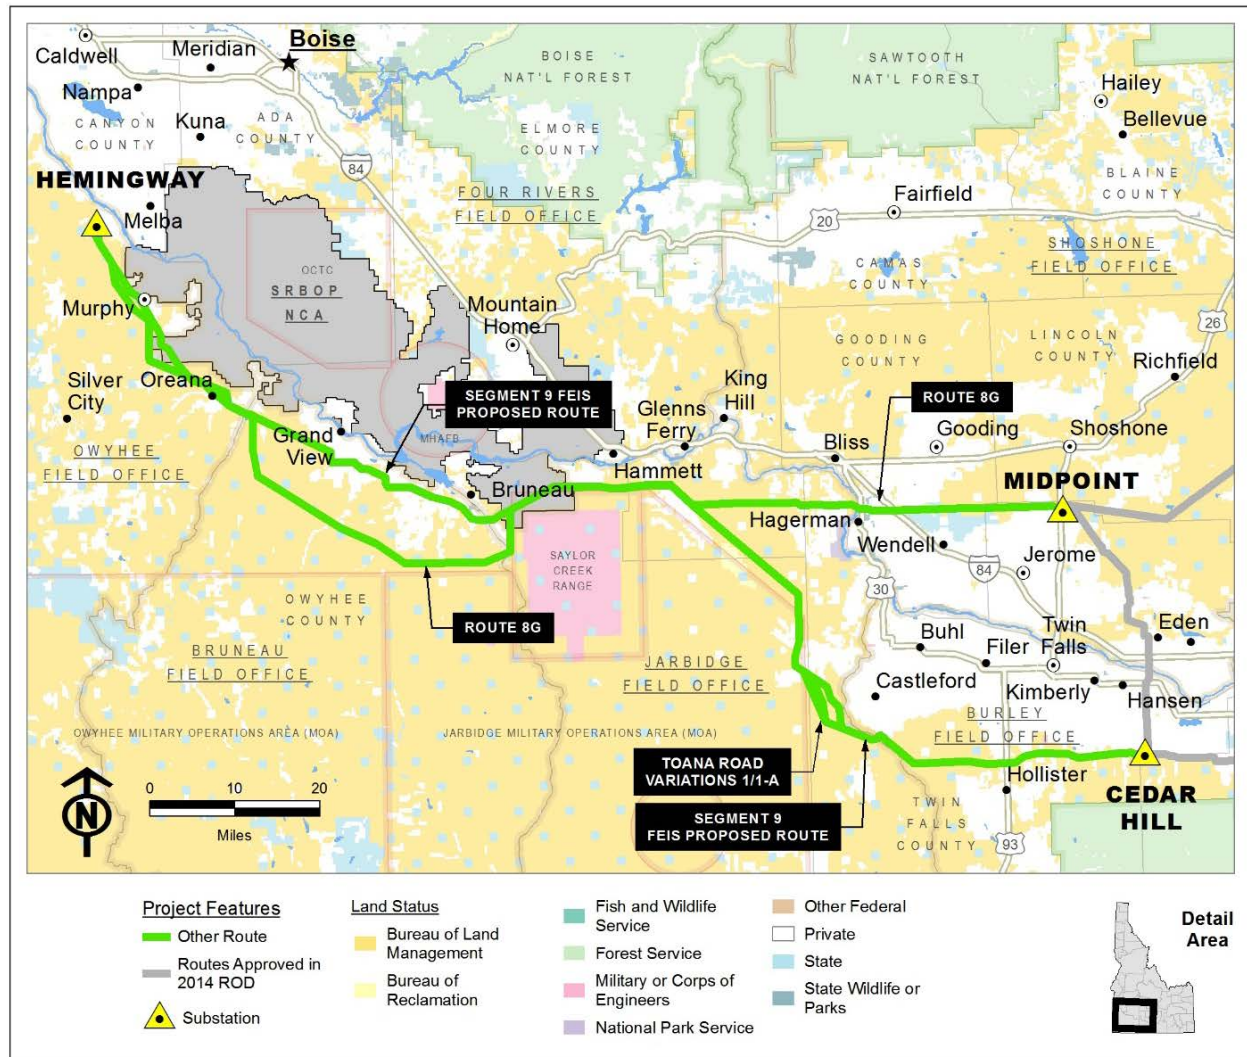 Boise
Caldwell
Meridian
Nampa
Kuna
CANYON
COUNTY
ADA
COUNTY
BOISE
NAT'L FOREST
SAWTOOTH
NAT'L FOREST
Hailey
Bellevue
ELMORE
COUNTY
BLAINE
COUNTY
84
HEMINGWAY
Melba
FOUR RIVERS
FIELD OFFICE
Fairfield
20
SHOSHONE
FIELD OFFICE
CAMAS
COUNTY
OCTC
SRBOP
NCA
Murphy
Mountain
Home
GOODING
COUNTY
LINCOLN
COUNTY
26
Richfield
Silver
City
Oreana
SEGMENT 9 FEIS
PROPOSED ROUTE
King
Hill
Glenns
Ferry
ROUTE 8G
Gooding
Shoshone
Bliss
OWYHEE
FIELD OFFICE
Grand
View
MHAFB
Hammett
Bruneau
MIDPOINT
Hagerman
Wendell
Jerome
84
30
SAYLOR
CREEK
RANGE
OWYHEE
COUNTY
ROUTE 8G
BRUNEAU
FIELD OFFICE
JARBIDGE
FIELD OFFICE
Buhl
Filer
Twin
Falls
Eden
Kimberly
Hansen
Castleford
BURLEY
FIELD OFFICE
OWYHEE MILITARY OPERATIONS AREA (MOA)
JARBIDGE MILITARY OPERATIONS AREA (MOA)
TOANA ROAD
VARIATIONS 1/1-A
SEGMENT 9
FEIS PROPOSED ROUTE
Hollister
CEDAR
HILL
TWIN
FALLS
COUNTY
93
N
0 10 20
Miles
Project Features
Other Route
Routes Approved in
2014 ROD
Substation
Land Status
Bureau of Land
Management
Bureau of
Reclamation
Fish and Wildlife
Service
Forest Service
Military or Corps of
Engineers
National Park Service
Other Federal
Private
State
State Wildlife or
Parks
Detail
Area